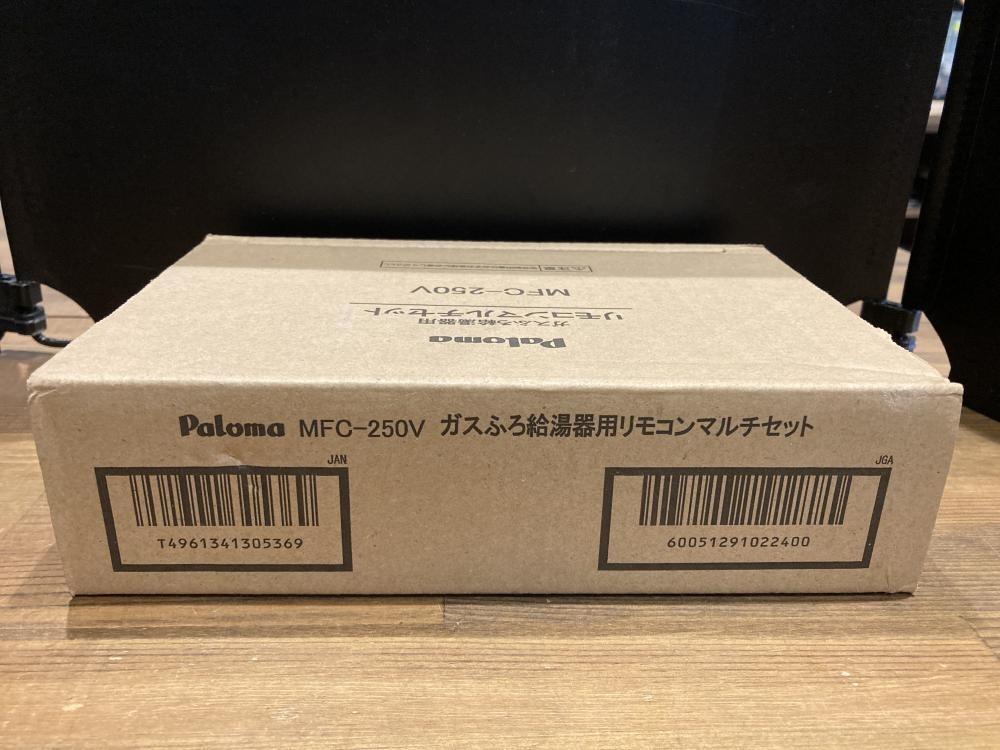 Paloma
ガスふろ給湯器用
リモコンマルチセット
MFC-250V
Paloma MFC-250V ガスふろ給湯器用リモコンマルチセット
JAN
T4961341305369
JGA
60051291022400